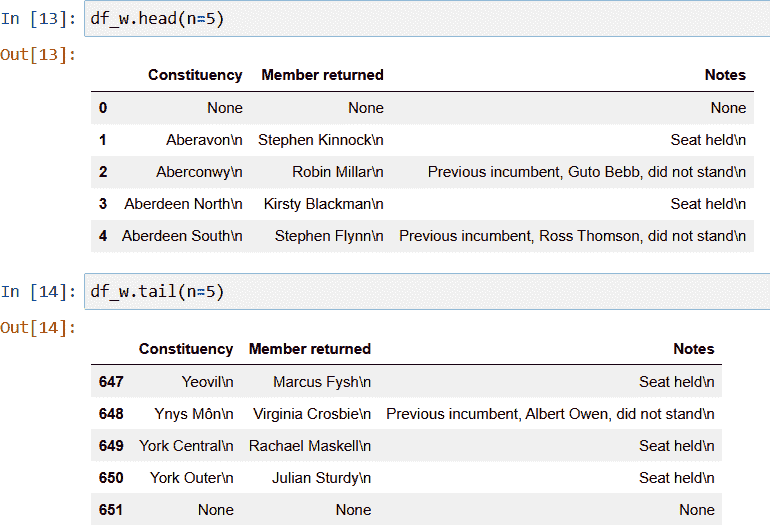 In [13]: df_w.head(n=5)
Out[13]:
Constituency Member returned Notes
0 None None None
1 Aberavon\n Stephen Kinnock\n Seat held\n
2 Aberconwy\n Robin Millar\n Previous incumbent, Guto Bebb, did not stand\n
3 Aberdeen North\n Kirsty Blackman\n Seat held\n
4 Aberdeen South\n Stephen Flynn\n Previous incumbent, Ross Thomson, did not stand\n
In [14]: df_w.tail(n=5)
Out[14]:
Constituency Member returned Notes
647 Yeovil\n Marcus Fysh\n Seat held\n
648 Ynys Môn\n Virginia Crosbie\n Previous incumbent, Albert Owen, did not stand\n
649 York Central\n Rachael Maskell\n Seat held\n
650 York Outer\n Julian Sturdy\n Seat held\n
651 None None None